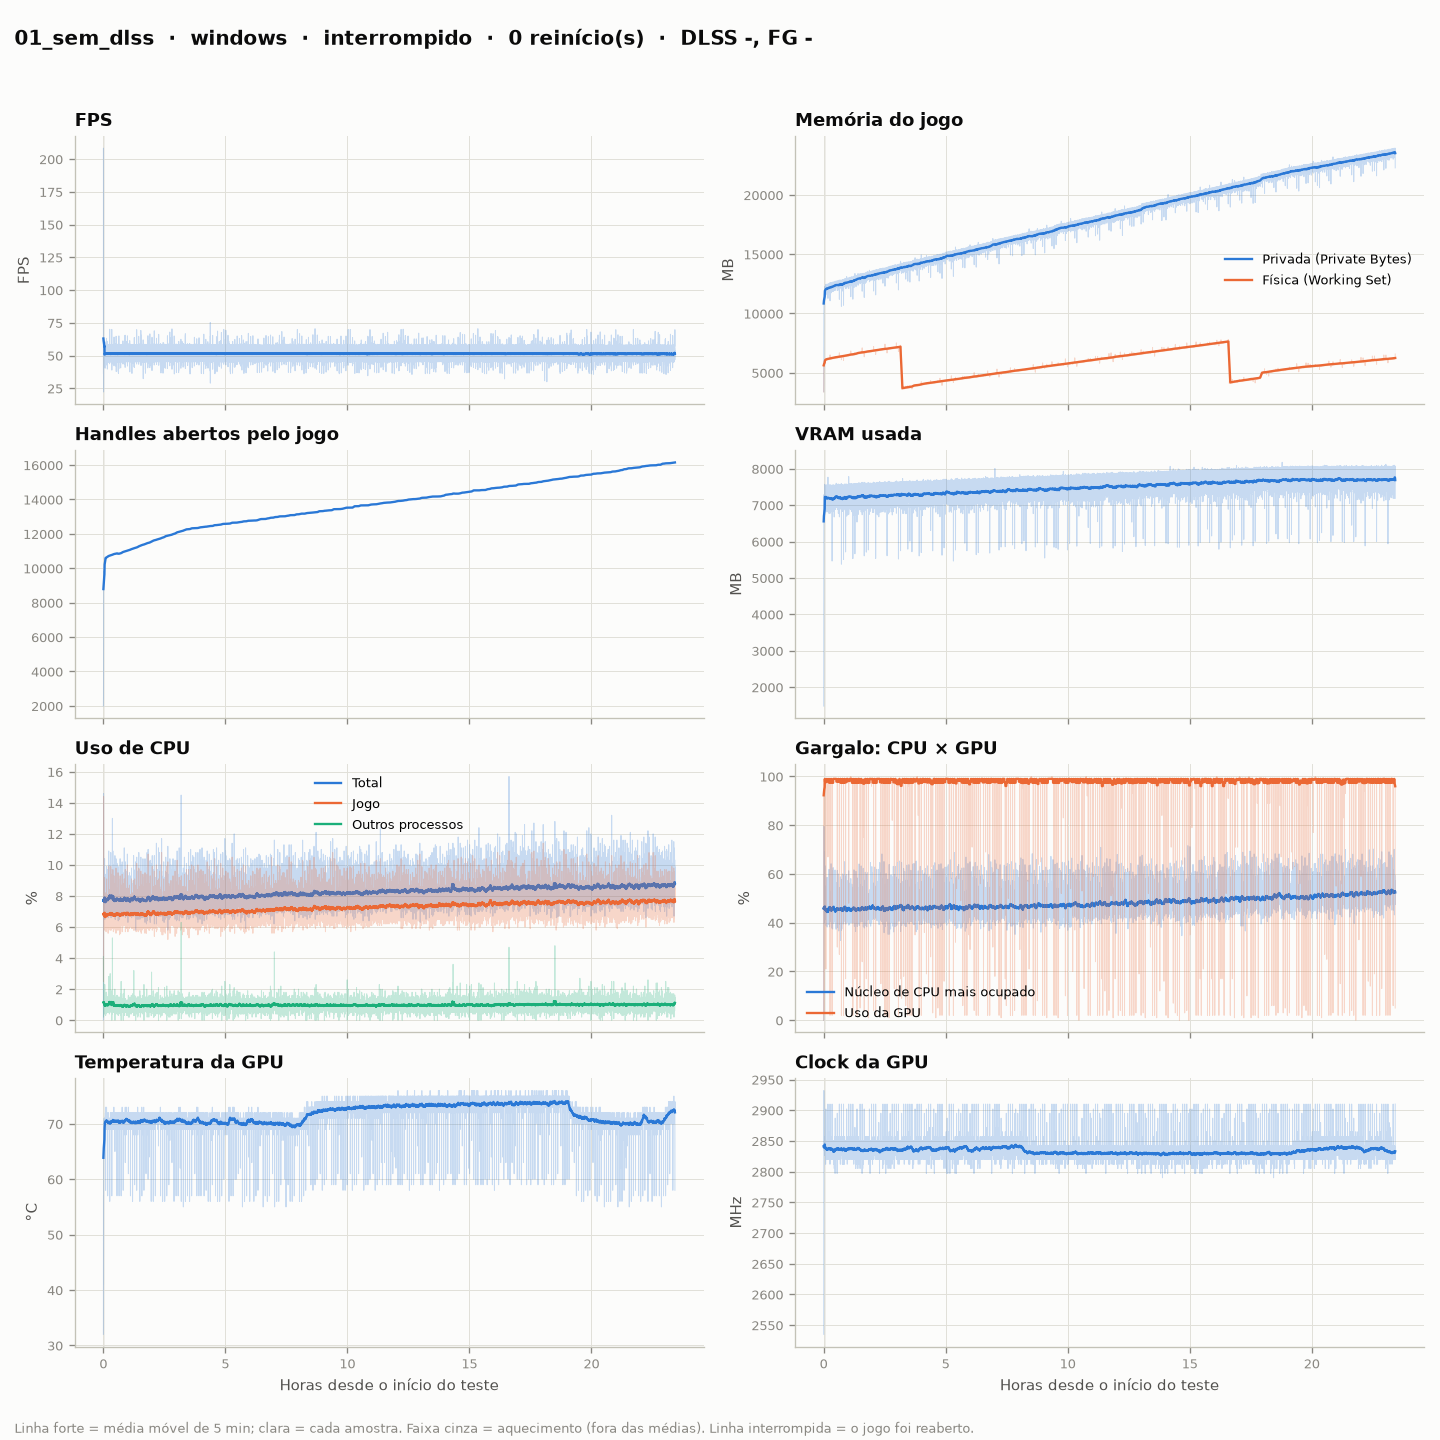 01_sem_dlss · windows · interrompido · 0 reinício(s) · DLSS -, FG -
FPS
200
175
150
125
100
75
50
25
FPS
Memória do jogo
20000
15000
10000
5000
MB
Privada (Private Bytes)
Física (Working Set)
Handles abertos pelo jogo
16000
14000
12000
10000
8000
6000
4000
2000
VRAM usada
8000
7000
6000
5000
4000
3000
2000
MB
Uso de CPU
16
14
12
10
8
6
4
2
0
%
Total
Jogo
Outros processos
Gargalo: CPU × GPU
100
80
60
40
20
0
%
Núcleo de CPU mais ocupado
Uso da GPU
Temperatura da GPU
70
60
50
40
30
°C
0 5 10 15 20
Horas desde o início do teste
Clock da GPU
2950
2900
2850
2800
2750
2700
2650
2600
2550
MHz
0 5 10 15 20
Horas desde o início do teste
Linha forte = média móvel de 5 min; clara = cada amostra. Faixa cinza = aquecimento (fora das médias). Linha interrompida = o jogo foi reaberto.